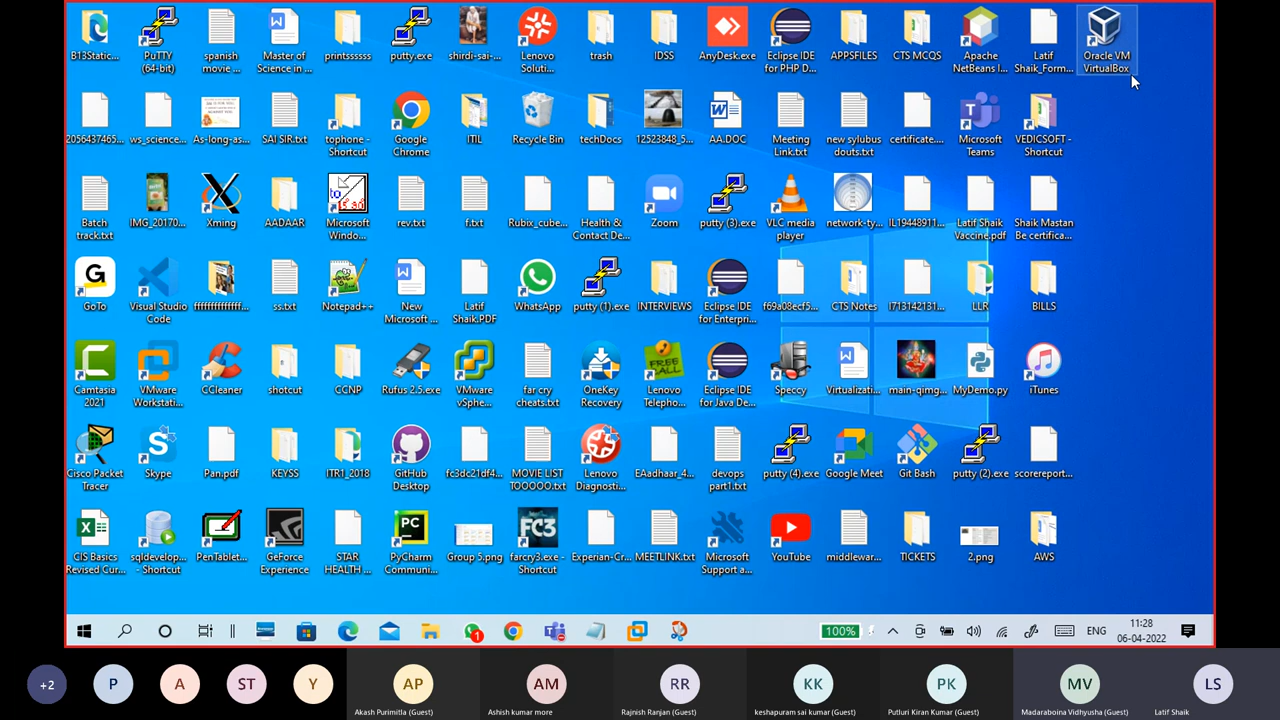 B13Static...
PuTTY
(64-bit)
spanish
movie ...
Master of
Science in ...
printssssss
putty.exe
shirdi-sai-...
Lenovo
Soluti...
trash
IDSS
AnyDesk.exe
Eclipse IDE
for PHP D...
APPSFILES
CTS MCQS
Apache
NetBeans I...
Latif
Shaik_Form...
Oracle VM
VirtualBox
2056437465...
ws_science...
As-long-as...
SAI SIR.txt
tophone -
Shortcut
Google
Chrome
ITIL
Recycle Bin
techDocs
12523848_5...
AA.DOC
Meeting
Link.txt
new sylubus
douts.txt
certificate....
Microsoft
Teams
VEDICSOFT -
Shortcut
Batch
track.txt
IMG_20170...
Xming
AADAAR
Microsoft
Windo...
rev.txt
f.txt
Rubix_cube...
Health &
Contact De...
Zoom
putty (3).exe
VLC media
player
network-ty...
IL19448911...
Latif Shaik
Vaccine.pdf
Shaik Mastan
Be certifica...
G
GoTo
Visual Studio
Code
ffffffffffffff...
ss.txt
Notepad++
New
Microsoft ...
Latif
Shaik.PDF
WhatsApp
putty (1).exe
INTERVIEWS
Eclipse IDE
for Enterpri...
f69a08ecf5...
CTS Notes
I713142131...
LLR
BILLS
Camtasia
2021
VMware
Workstati...
CCleaner
shotcut
CCNP
Rufus 2.5.exe
VMware
vSphe...
far cry
cheats.txt
OneKey
Recovery
FREE
CALL
Lenovo
Telepho...
Eclipse IDE
for Java De...
Speccy
Virtualizati...
main-qimg...
MyDemo.py
iTunes
Cisco Packet
Tracer
Skype
Pan.pdf
KEYSS
ITR1_2018
GitHub
Desktop
fc3dc21df4...
MOVIE LIST
TOOOOO.txt
Lenovo
Diagnosti...
EAadhaar_4...
devops
part1.txt
putty (4).exe
Google Meet
Git Bash
putty (2).exe
scorereport...
CIS Basics
Revised Cur...
sqldevelop...
- Shortcut
PenTablet...
GeForce
Experience
STAR
HEALTH ...
PC
PyCharm
Communi...
Group 5.png
FC3
farcry3.exe -
Shortcut
Experian-Cr...
MEETLINK.txt
Microsoft
Support a...
YouTube
middlewar...
TICKETS
2.png
AWS
1
100%
ENG
11:28
06-04-2022
+2
P
A
ST
Y
AP
AM
RR
KK
PK
MV
LS
Akash Purimitla (Guest)
Ashish kumar more
Rajnish Ranjan (Guest)
keshapuram sai kumar (Guest)
Putluri Kiran Kumar (Guest)
Madaraboina Vidhyusha (Guest)
Latif Shaik